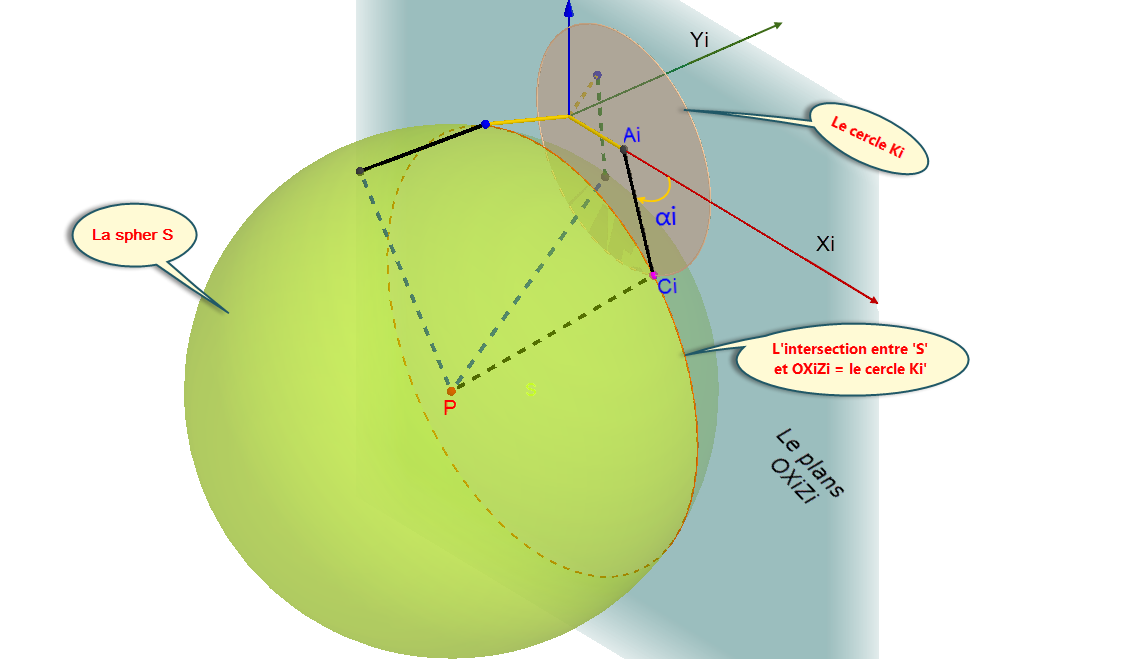 Yi
Le cercle Ki
Ai
La spher S
αi
Xi
Ci
L'intersection entre 'S'
et OXiZi = le cercle Ki'
S
P
Le plans
OXiZi